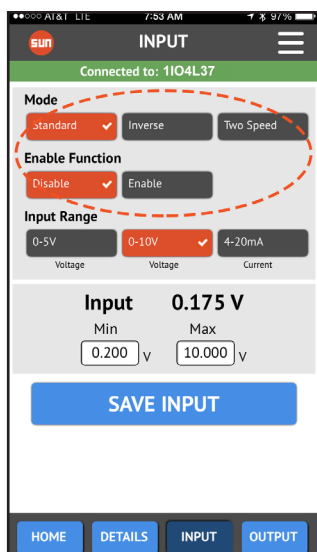 AT&T LTE 7:53 AM 97%
sun INPUT
Connected to: 1IO4L37
Mode
Standard Inverse Two Speed
Enable Function
Disable Enable
Input Range
0-5V 0-10V 4-20mA
Voltage Voltage Current
Input 0.175 V
Min Max
0.200 V 10.000 V
SAVE INPUT
HOME DETAILS INPUT OUTPUT